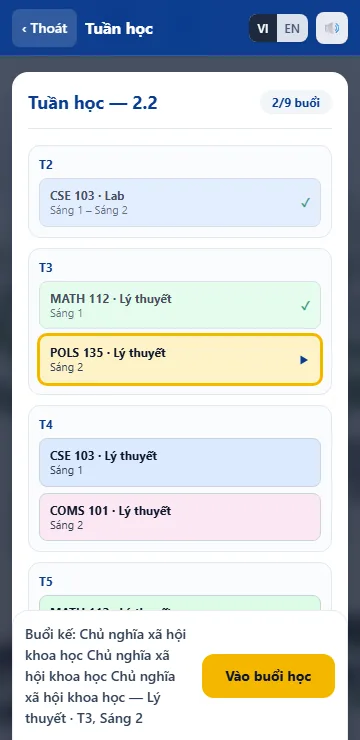 ‹ Thoát
Tuần học
VI
EN
Tuần học — 2.2
2/9 buổi
T2
CSE 103 · Lab
Sáng 1 – Sáng 2
✓
T3
MATH 112 · Lý thuyết
Sáng 1
✓
POLS 135 · Lý thuyết
Sáng 2
▶
T4
CSE 103 · Lý thuyết
Sáng 1
COMS 101 · Lý thuyết
Sáng 2
T5
Buổi kế: Chủ nghĩa xã hội
khoa học Chủ nghĩa xã
hội khoa học Chủ nghĩa
xã hội khoa học — Lý
thuyết · T3, Sáng 2
Vào buổi học